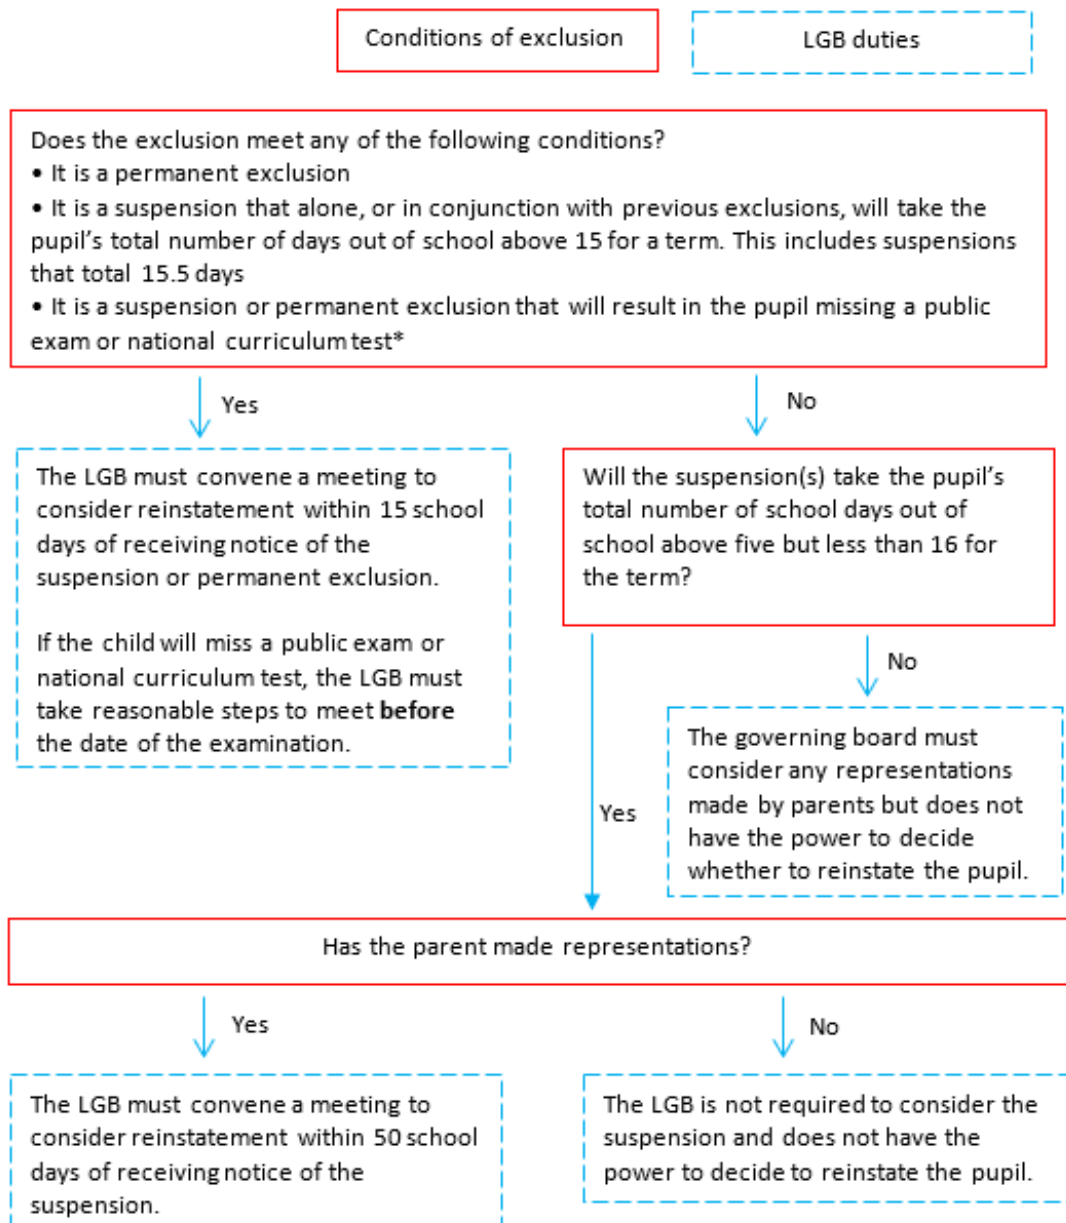 Conditions of exclusion
LGB duties
Does the exclusion meet any of the following conditions?
• It is a permanent exclusion
• It is a suspension that alone, or in conjunction with previous exclusions, will take the
pupil's total number of days out of school above 15 for a term. This includes suspensions
that total 15.5 days
• It is a suspension or permanent exclusion that will result in the pupil missing a public
exam or national curriculum test*
Yes
No
The LGB must convene a meeting to
consider reinstatement within 15 school
days of receiving notice of the
suspension or permanent exclusion.
If the child will miss a public exam or
national curriculum test, the LGB must
take reasonable steps to meet before
the date of the examination.
Will the suspension(s) take the pupil's
total number of school days out of
school above five but less than 16 for
the term?
No
The governing board must
consider any representations
made by parents but does not
have the power to decide
whether to reinstate the pupil.
Yes
Has the parent made representations?
Yes
No
The LGB must convene a meeting to
consider reinstatement within 50 school
days of receiving notice of the
suspension.
The LGB is not required to consider the
suspension and does not have the
power to decide to reinstate the pupil.